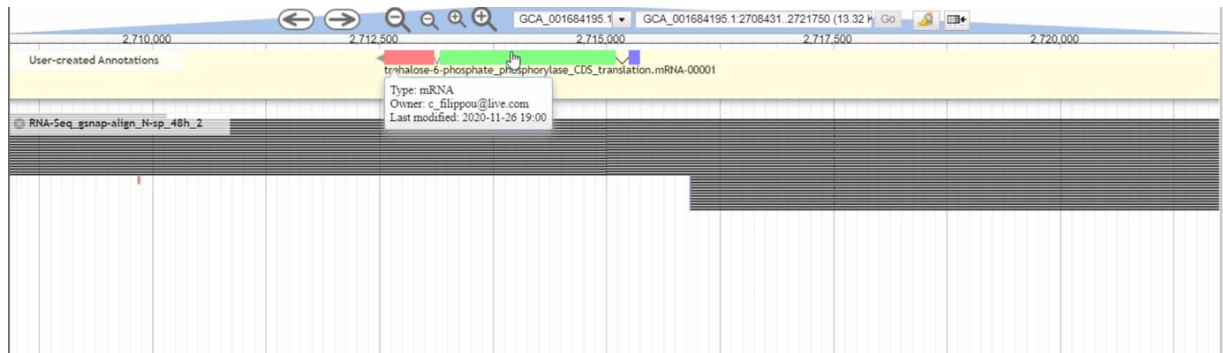 GCA_001684195.1 GCA_001684195.1:2708431..2721750 (13.32 K Go
2,710,000 2,712,500 2,715,000 2,717,500 2,720,000
User-created Annotations
trehalose-6-phosphate_phosphorylase_CDS_translation.mRNA-00001
Type: mRNA
Owner: c_filippou@live.com
Last modified: 2020-11-26 19:00
RNA-Seq_gsnap-align_N-sp_48h_2